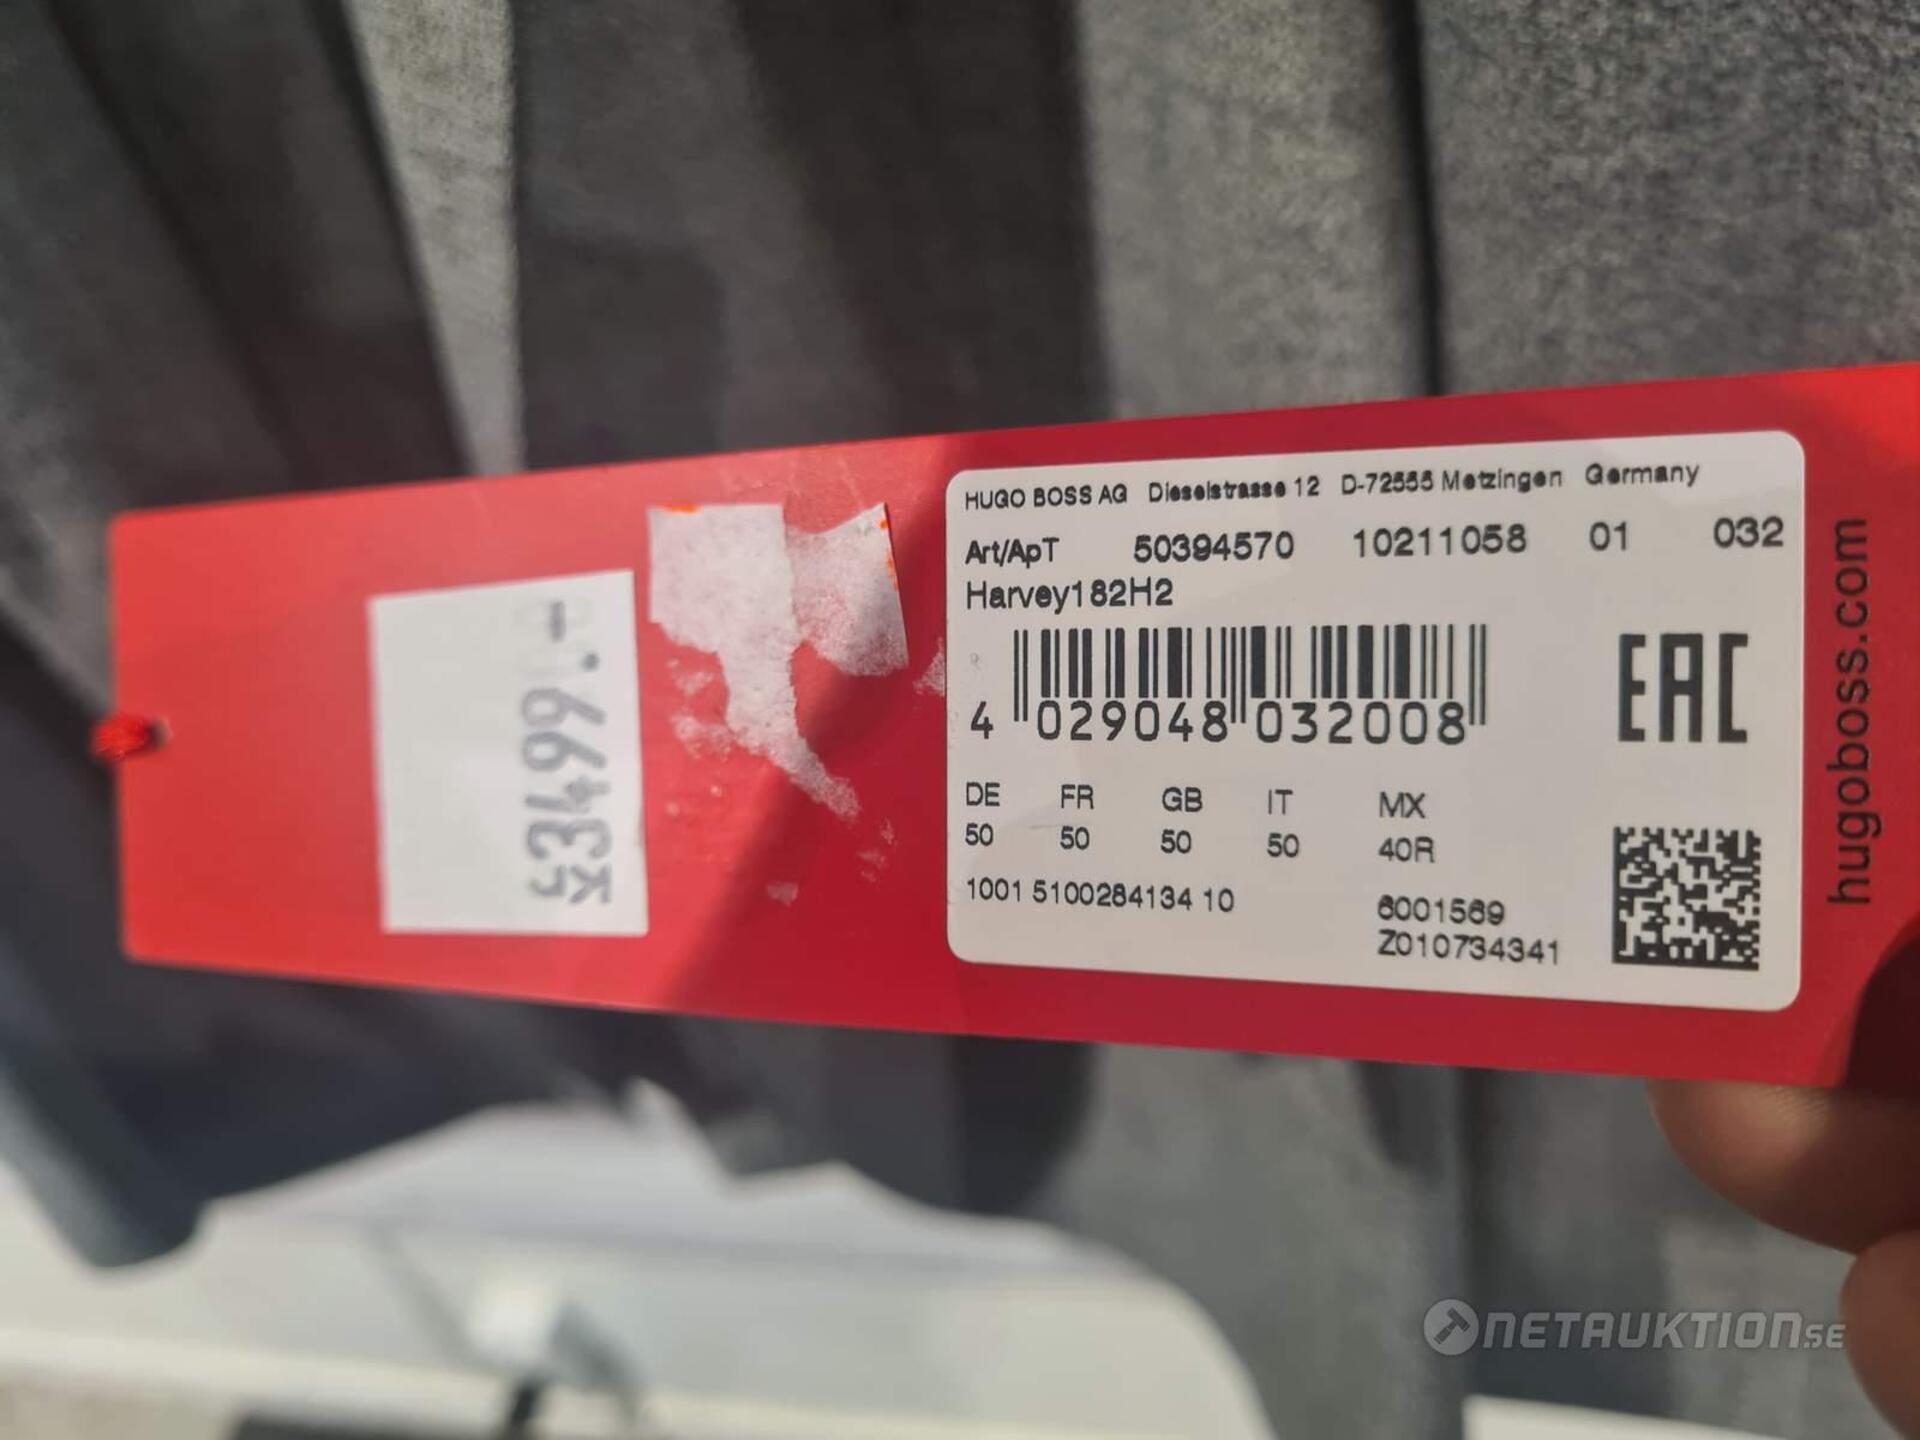 HUGO BOSS AG Dieselstrasse 12 D-72555 Metzingen Germany
Art/ApT 50394570 10211058 01 032
Harvey182H2
4 029048 032008
EAC
DE FR GB IT MX
50 50 50 50 40R
1001 5100284134 10
6001569
Z010734341
hugoboss.com
NETAUKTION.SE